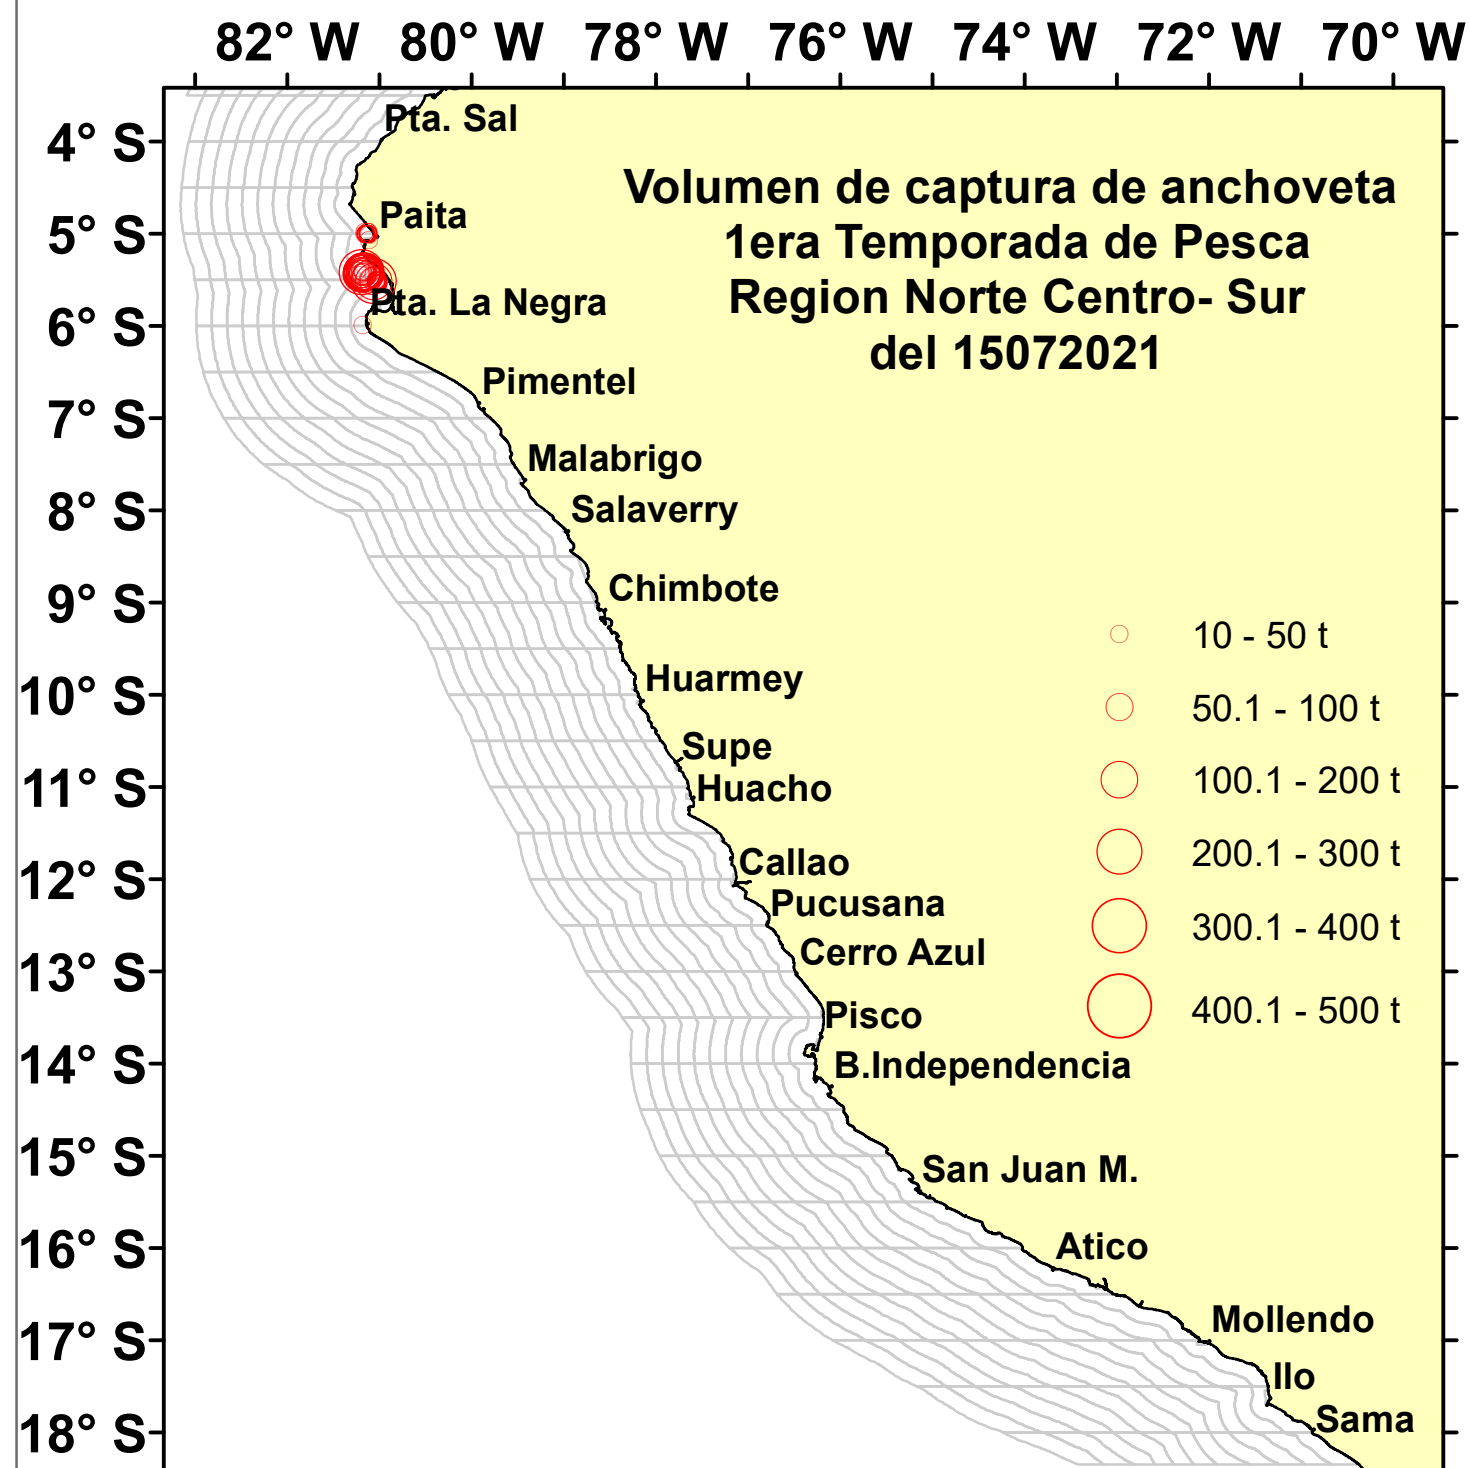 82° W 80° W 78° W 76° W 74° W 72° W 70° W
Pta. Sal
4° S
Volumen de captura de anchoveta
1era Temporada de Pesca
Region Norte Centro- Sur
del 15072021
Paita
5° S
Pta. La Negra
6° S
Pimentel
7° S
Malabrigo
8° S
Salaverry
Chimbote
9° S
10 - 50 t
Huarmey
10° S
50.1 - 100 t
Supe
11° S
Huacho
100.1 - 200 t
Callao
200.1 - 300 t
12° S
Pucusana
Cerro Azul
300.1 - 400 t
13° S
Pisco
400.1 - 500 t
14° S
B.Independencia
15° S
San Juan M.
16° S
Atico
17° S
Mollendo
Ilo
18° S
Sama